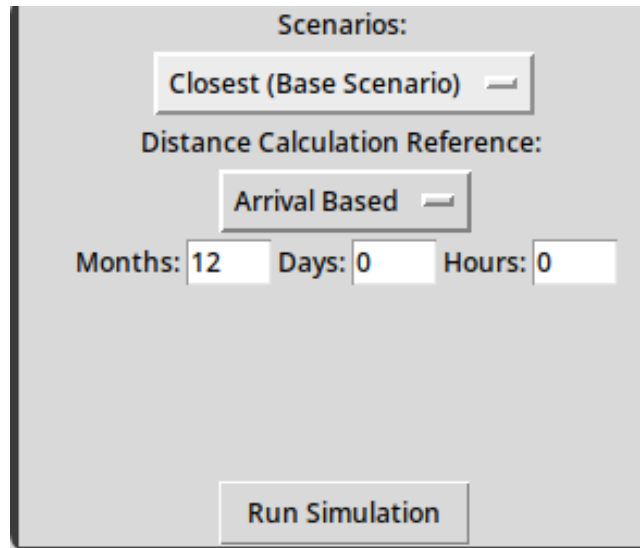 Scenarios:
Closest (Base Scenario)
Distance Calculation Reference:
Arrival Based
Months: 12 Days: 0 Hours: 0
Run Simulation